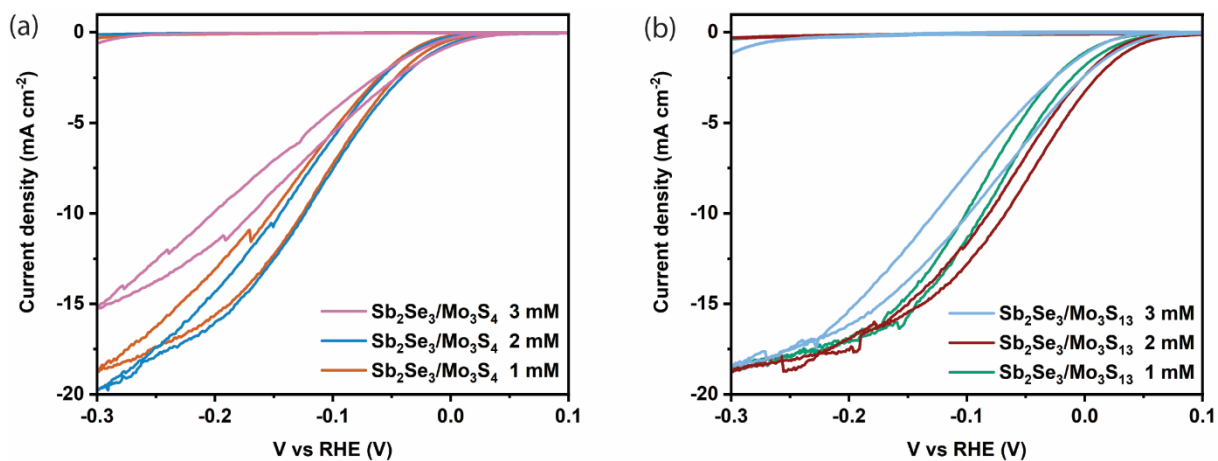 (a)
0
-5
-10
-15
-20
Current density (mA cm⁻²)
Sb₂Se₃/Mo₃S₄ 3 mM
Sb₂Se₃/Mo₃S₄ 2 mM
Sb₂Se₃/Mo₃S₄ 1 mM
-0.3 -0.2 -0.1 0.0 0.1
V vs RHE (V)
(b)
0
-5
-10
-15
-20
Current density (mA cm⁻²)
Sb₂Se₃/Mo₃S₁₃ 3 mM
Sb₂Se₃/Mo₃S₁₃ 2 mM
Sb₂Se₃/Mo₃S₁₃ 1 mM
-0.3 -0.2 -0.1 0.0 0.1
V vs RHE (V)